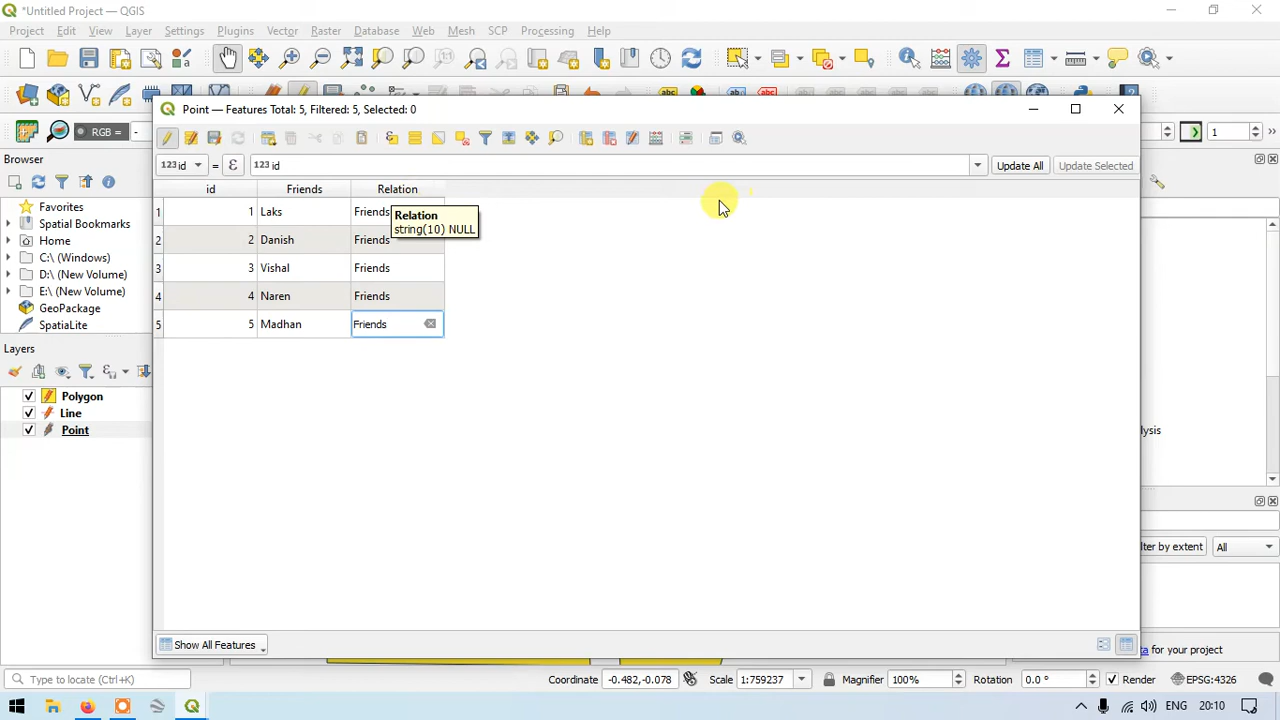 *Untitled Project — QGIS
Project Edit View Layer Settings Plugins Vector Raster Database Web Mesh SCP Processing Help
Point — Features Total: 5, Filtered: 5, Selected: 0
RGB = - 1
Browser
123 id = ε 123 id Update All Update Selected
id Friends Relation
1 1 Laks Friends
2 2 Danish Friends
3 3 Vishal Friends
4 4 Naren Friends
5 5 Madhan Friends
Relation
string(10) NULL
Favorites
Spatial Bookmarks
Home
C:\ (Windows)
D:\ (New Volume)
E:\ (New Volume)
GeoPackage
SpatiaLite
Layers
Polygon
Line
Point
lysis
lter by extent All
Show All Features
ta for your project
Type to locate (Ctrl+K) Coordinate -0.482,-0.078 Scale 1:759237 Magnifier 100% Rotation 0.0 ° Render EPSG:4326
ENG 20:10